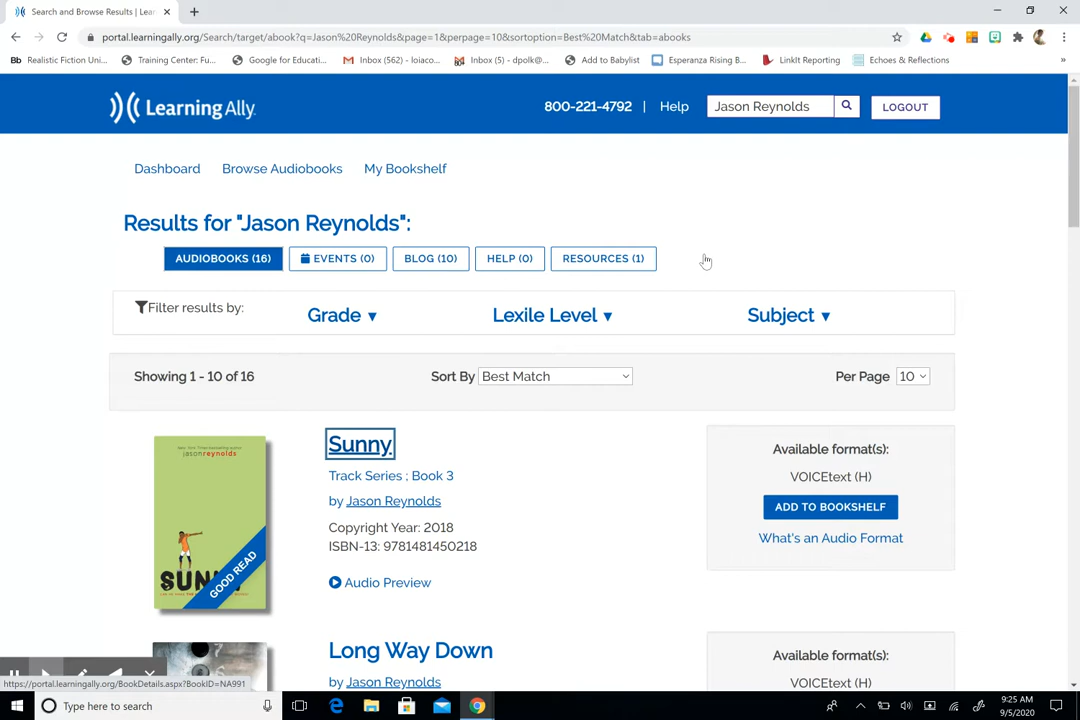 Search and Browse Results | Lear
portal.learningally.org/Search/target/abook?q=Jason%20Reynolds&page=1&perpage=10&sortoption=Best%20Match&tab=abooks
Bb Realistic Fiction Uni...
Training Center: Fu...
Google for Educati...
Inbox (562) - loiaco...
Inbox (5) - dpolk@...
Add to Babylist
Esperanza Rising B...
LinkIt Reporting
Echoes & Reflections
»
Learning Ally
800-221-4792 | Help
Jason Reynolds
LOGOUT
Dashboard
Browse Audiobooks
My Bookshelf
Results for "Jason Reynolds":
AUDIOBOOKS (16)
EVENTS (0)
BLOG (10)
HELP (0)
RESOURCES (1)
Filter results by:
Grade ▼
Lexile Level ▼
Subject ▼
Showing 1 - 10 of 16
Sort By Best Match
Per Page 10
jasonreynolds
SUNNY
GOOD READ
Sunny
Track Series ; Book 3
by Jason Reynolds
Copyright Year: 2018
ISBN-13: 9781481450218
Audio Preview
Available format(s):
VOICEtext (H)
ADD TO BOOKSHELF
What's an Audio Format
Long Way Down
by Jason Reynolds
Available format(s):
VOICEtext (H)
https://portal.learningally.org/BookDetails.aspx?BookID=NA991
Type here to search
9:25 AM
9/5/2020